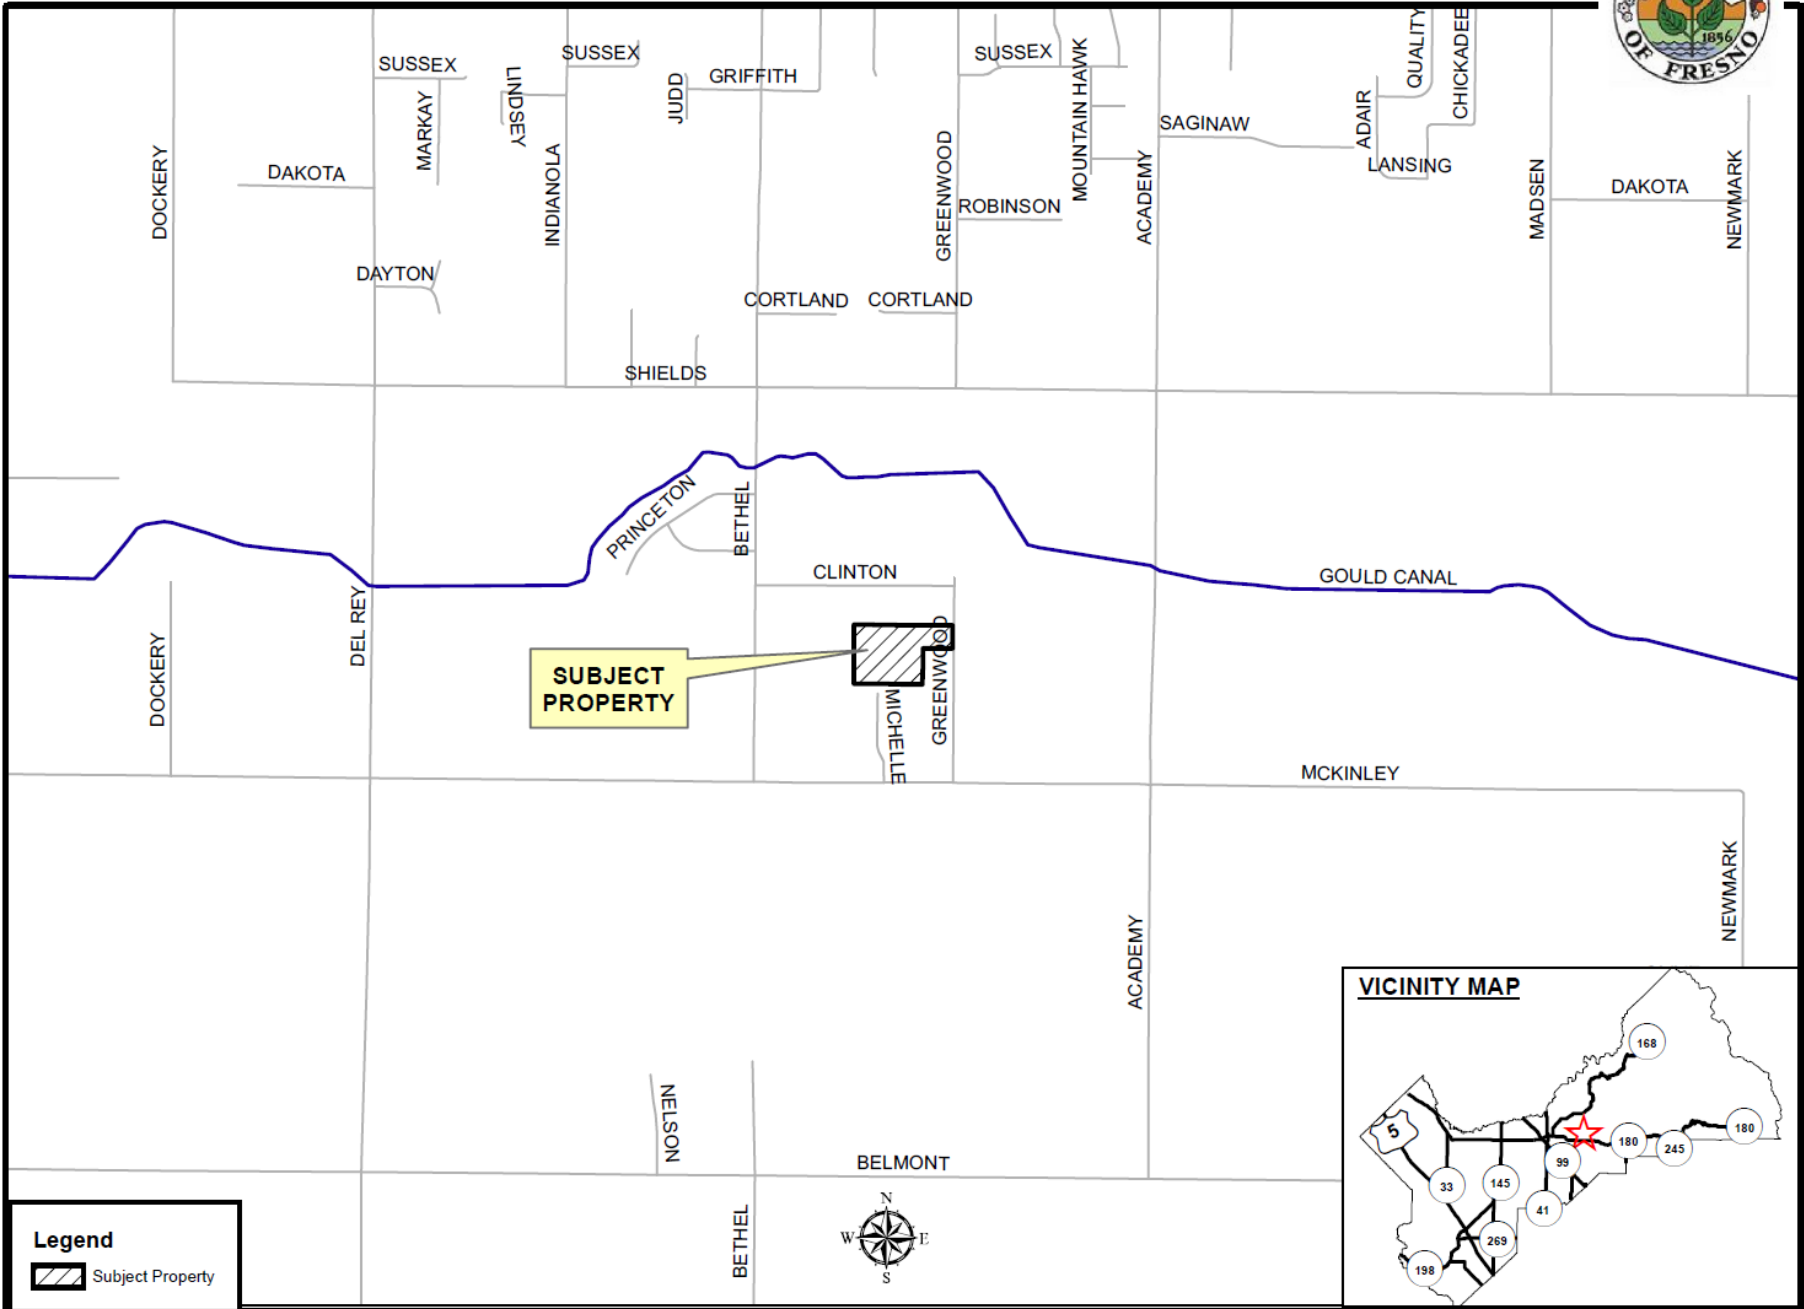 1856
OF FRESNO
SUSSEX
SUSSEX
GRIFFITH
SUSSEX
QUALITY
CHICKADEE
LINDSEY
JUDD
MARKAY
MOUNTAIN HAWK
ADAIR
SAGINAW
LANSING
DOCKERY
DAKOTA
INDIANOLA
GREENWOOD
ROBINSON
ACADEMY
MADSEN
DAKOTA
NEWMARK
DAYTON
CORTLAND
CORTLAND
SHIELDS
PRINCETON
BETHEL
CLINTON
GOULD CANAL
DEL REY
DOCKERY
SUBJECT
PROPERTY
GREENWOOD
MICHELLE
MCKINLEY
NEWMARK
ACADEMY
NELSON
BELMONT
BETHEL
N
W
E
S
Legend
Subject Property
VICINITY MAP
168
5
180
180
245
99
33
145
41
269
198